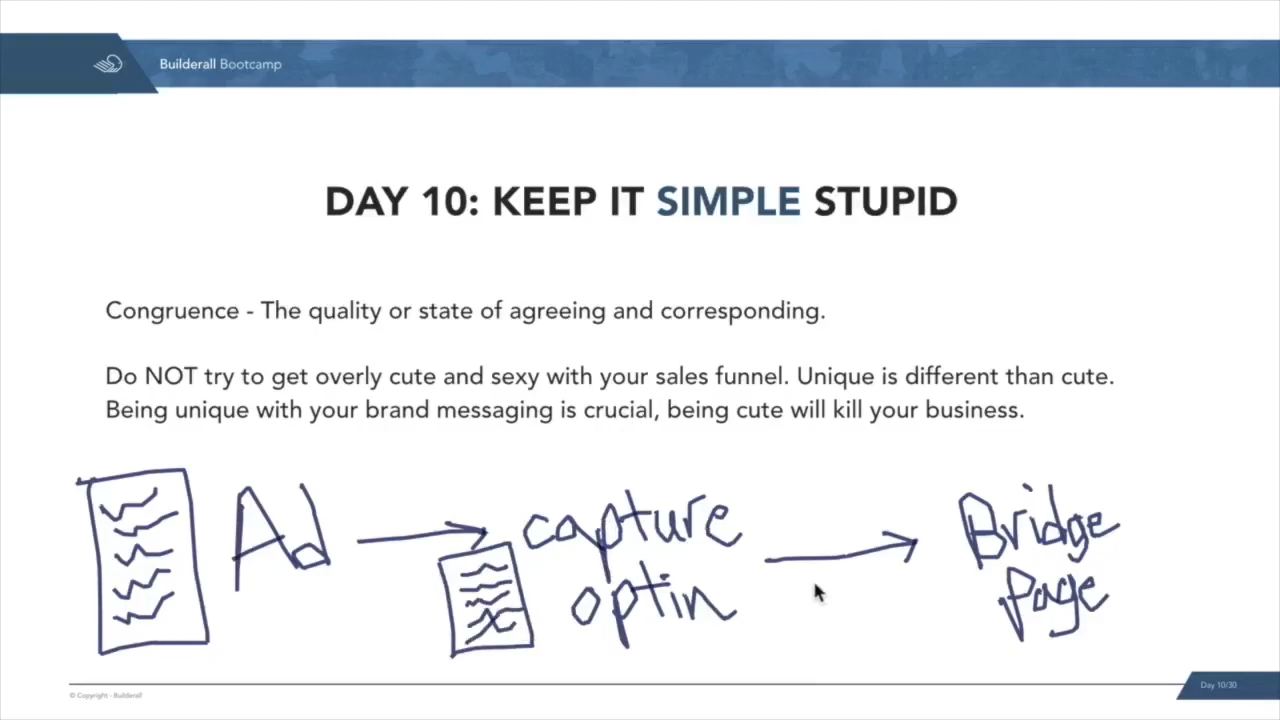 Builderall Bootcamp
DAY 10: KEEP IT SIMPLE STUPID
Congruence - The quality or state of agreeing and corresponding.
Do NOT try to get overly cute and sexy with your sales funnel. Unique is different than cute.
Being unique with your brand messaging is crucial, being cute will kill your business.
Ad
capture
optin
Bridge
Page
© Copyright - Builderall
Day 10/30